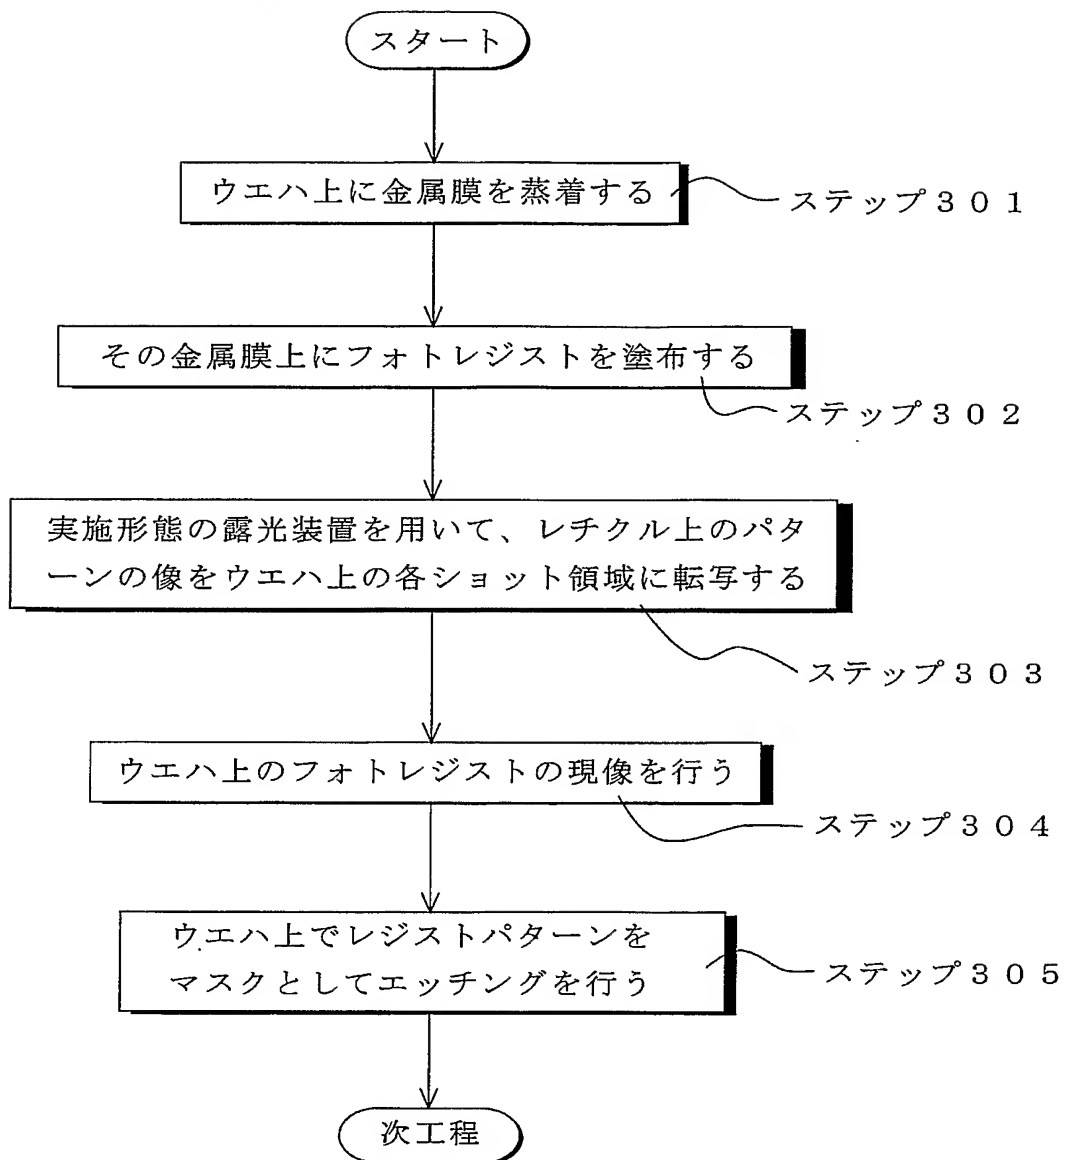 スタート
ウエハ上に金属膜を蒸着する
ステップ３０１
その金属膜上にフォトレジストを塗布する
ステップ３０２
実施形態の露光装置を用いて、レチクル上のパタ
ーンの像をウエハ上の各ショット領域に転写する
ステップ３０３
ウエハ上のフォトレジストの現像を行う
ステップ３０４
ウエハ上でレジストパターンを
マスクとしてエッチングを行う
ステップ３０５
次工程